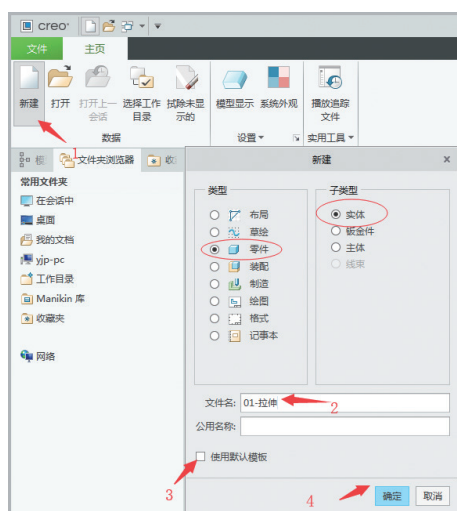 creo°
文件 主页
新建 打开 打开上一会话 选择工作目录 拭除未显示的 模型显示 系统外观 播放追踪文件
数据 设置 实用工具
1
模 文件夹浏览器 收
常用文件夹
在会话中
桌面
我的文档
yjp-pc
工作目录
Manikin 库
收藏夹
网络
新建 x
类型
布局
草绘
零件
装配
制造
绘图
格式
记事本
子类型
实体
钣金件
主体
线束
文件名: 01-拉伸
2
公用名称:
使用默认模板
3
4
确定 取消